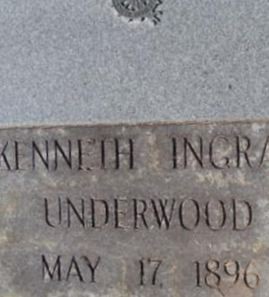 KENNETH INGRA
UNDERWOOD
MAY 17, 1896